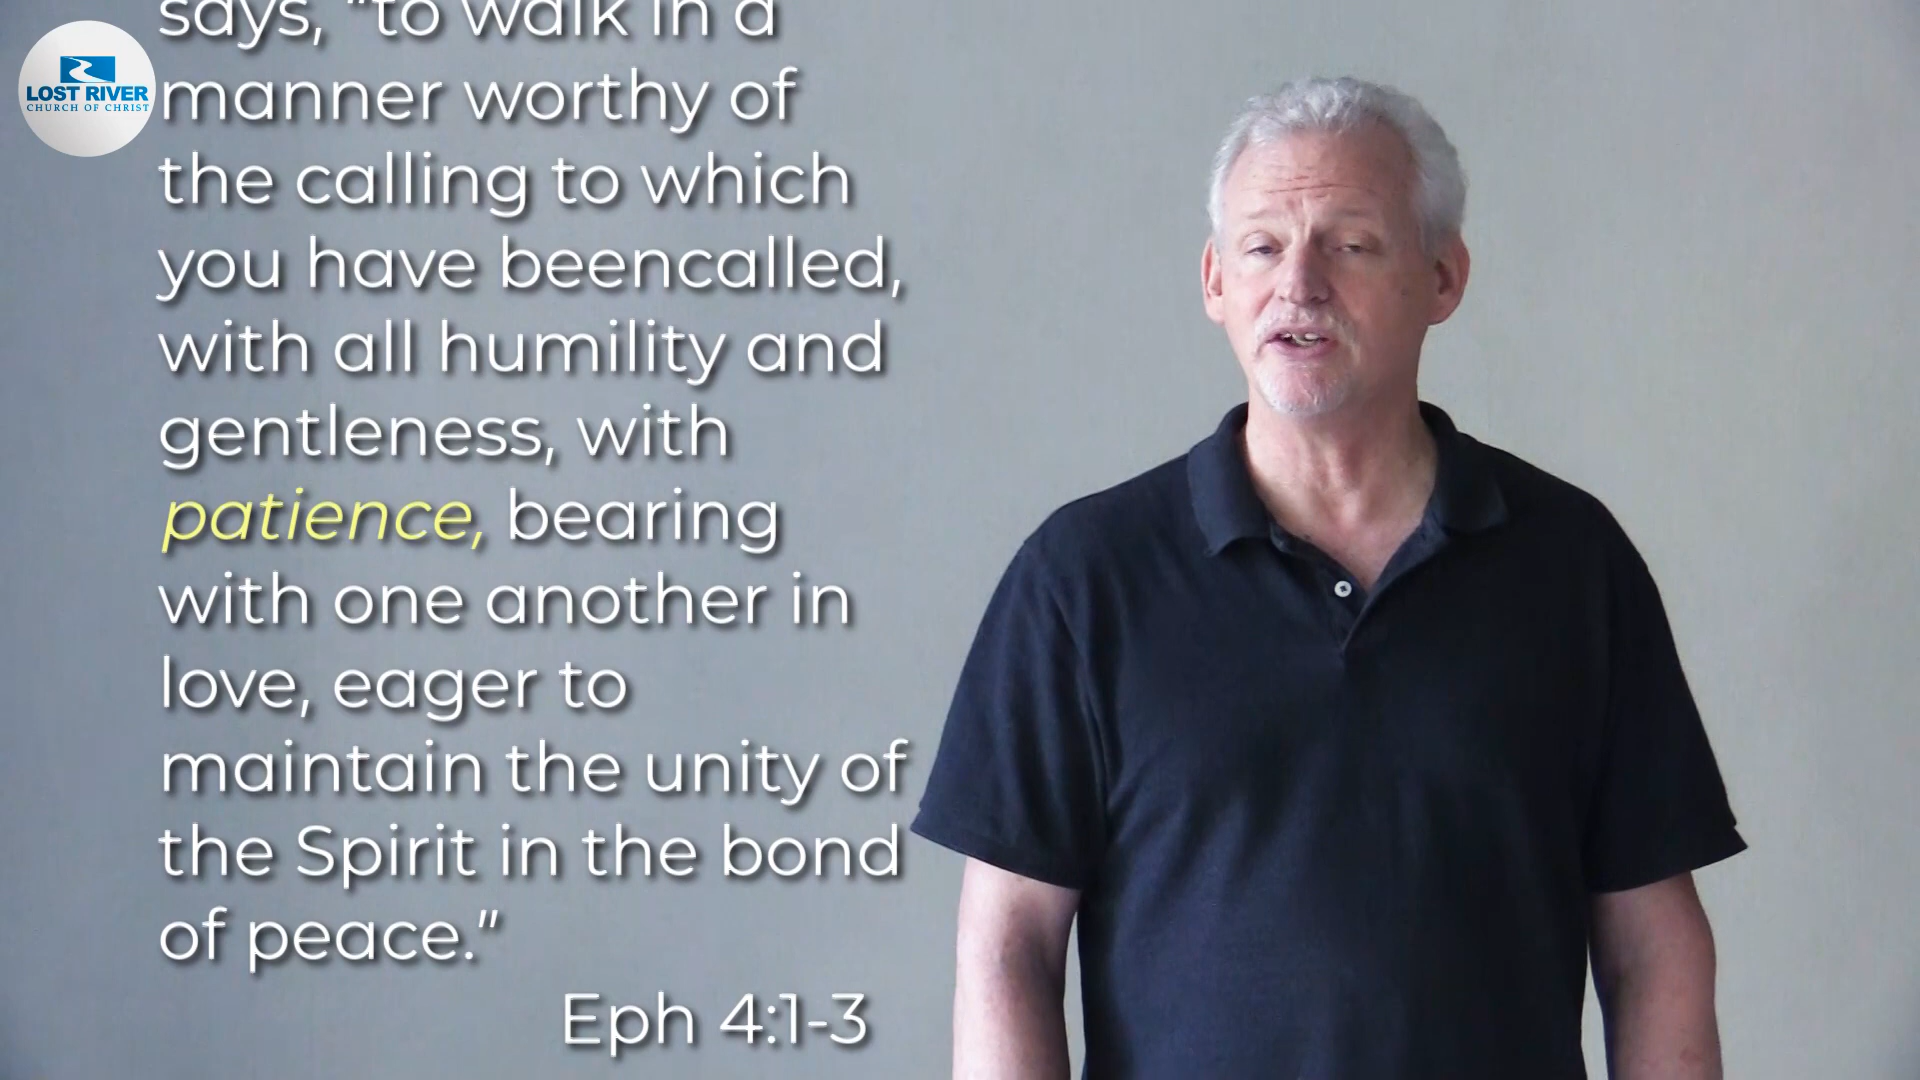 LOST RIVER
CHURCH OF CHRIST
says, "to walk in a
manner worthy of
the calling to which
you have beencalled,
with all humility and
gentleness, with
patience, bearing
with one another in
love, eager to
maintain the unity of
the Spirit in the bond
of peace."
Eph 4:1-3